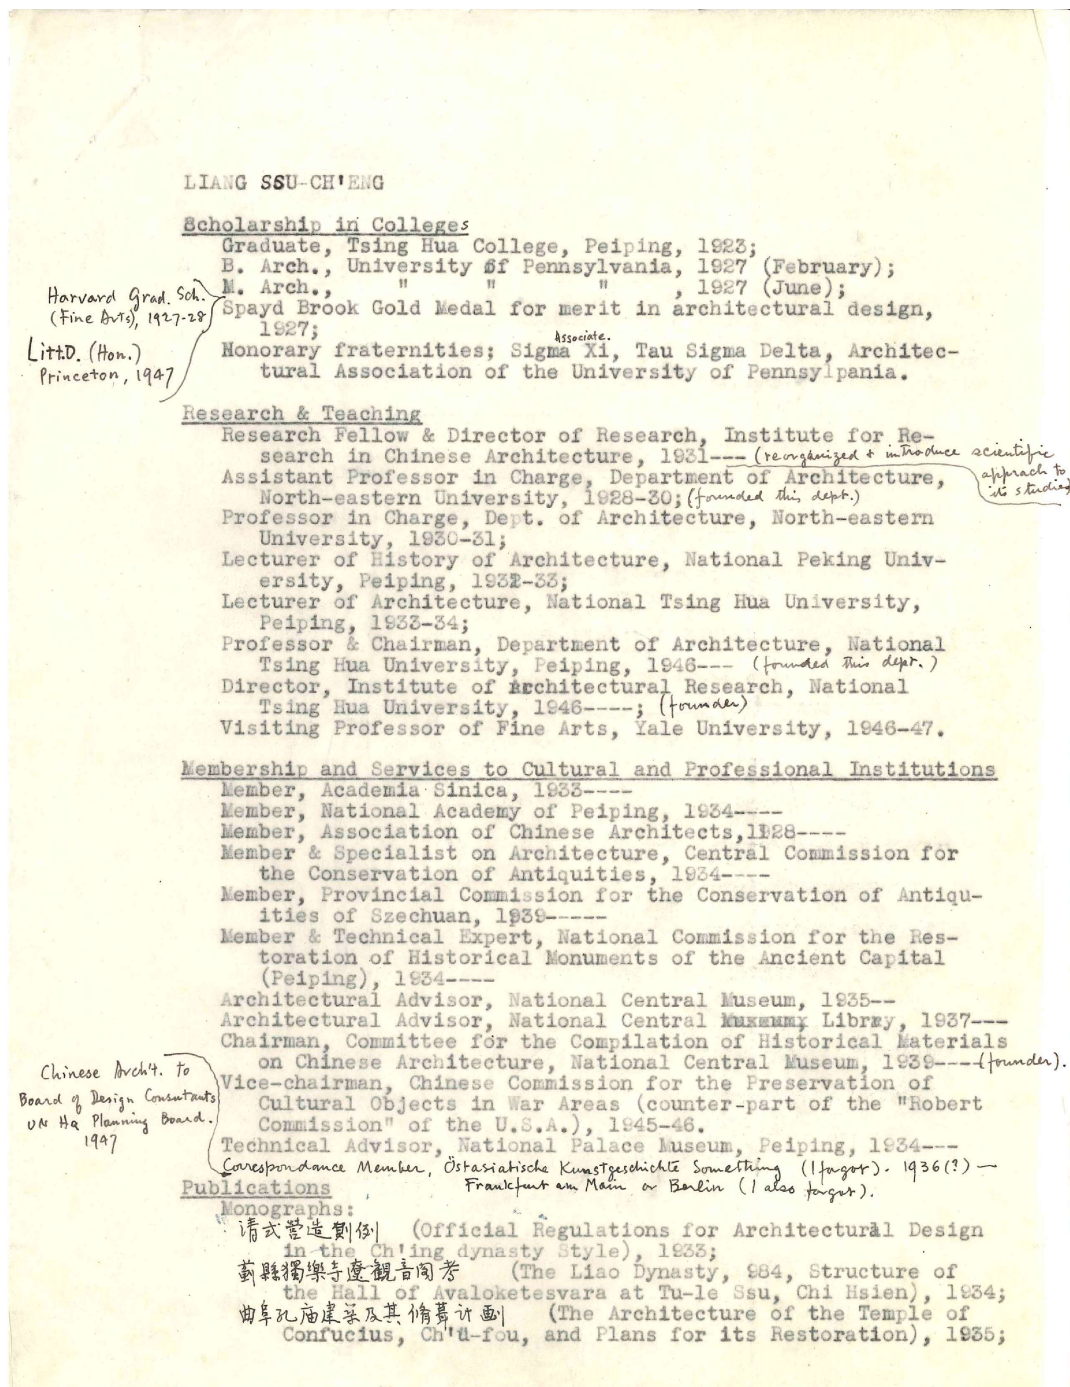 LIANG SSU-CH'ENG
Scholarship in Colleges
Graduate, Tsing Hua College, Peiping, 1923;
B. Arch., University of Pennsylvania, 1927 (February);
M. Arch., " " " , 1927 (June);
Harvard Grad. Sch.
(Fine Arts), 1927-28
Litt.D. (Hon.)
Princeton, 1947
Spayd Brook Gold Medal for merit in architectural design,
1927;
Associate.
Honorary fraternities; Sigma Xi, Tau Sigma Delta, Architec-
tural Association of the University of Pennsylpania.
Research & Teaching
Research Fellow & Director of Research, Institute for Re-
search in Chinese Architecture, 1931--- (reorganized & introduce scientific
apprach to
its studies
Assistant Professor in Charge, Department of Architecture,
North-eastern University, 1928-30; (founded this dept.)
Professor in Charge, Dept. of Architecture, North-eastern
University, 1930-31;
Lecturer of History of Architecture, National Peking Univ-
ersity, Peiping, 1932-33;
Lecturer of Architecture, National Tsing Hua University,
Peiping, 1933-34;
Professor & Chairman, Department of Architecture, National
Tsing Hua University, Peiping, 1946--- (founded this dept.)
Director, Institute of Architectural Research, National
Tsing Hua University, 1946----; (founder)
Visiting Professor of Fine Arts, Yale University, 1946-47.
Membership and Services to Cultural and Professional Institutions
Member, Academia Sinica, 1933----
Member, National Academy of Peiping, 1934----
Member, Association of Chinese Architects,1928----
Member & Specialist on Architecture, Central Commission for
the Conservation of Antiquities, 1934----
Member, Provincial Commission for the Conservation of Antiqu-
ities of Szechuan, 1939-----
Member & Technical Expert, National Commission for the Res-
toration of Historical Monuments of the Ancient Capital
(Peiping), 1934----
Architectural Advisor, National Central Museum, 1935--
Architectural Advisor, National Central Museum, Librry, 1937---
Chairman, Committee for the Compilation of Historical Materials
on Chinese Architecture, National Central Museum, 1939----(founder).
Chinese Arch't. to
Board of Design Consultants
UN Hq Planning Board.
1947
Vice-chairman, Chinese Commission for the Preservation of
Cultural Objects in War Areas (counter-part of the "Robert
Commission" of the U.S.A.), 1945-46.
Technical Advisor, National Palace Museum, Peiping, 1934---
Correspondance Member, Östasiatische Kunstgeschichte Something (I forgot). 1936(?) —
Frankfurt am Main or Berlin (I also forgot).
Publications
Monographs:
清式營造則例 (Official Regulations for Architectural Design
in the Ch'ing dynasty Style), 1933;
薊縣獨樂寺遼觀音閣考 (The Liao Dynasty, 984, Structure of
the Hall of Avaloketesvara at Tu-le Ssu, Chi Hsien), 1934;
曲阜孔庙建筑及其修葺计画 (The Architecture of the Temple of
Confucius, Ch'ü-fou, and Plans for its Restoration), 1935;